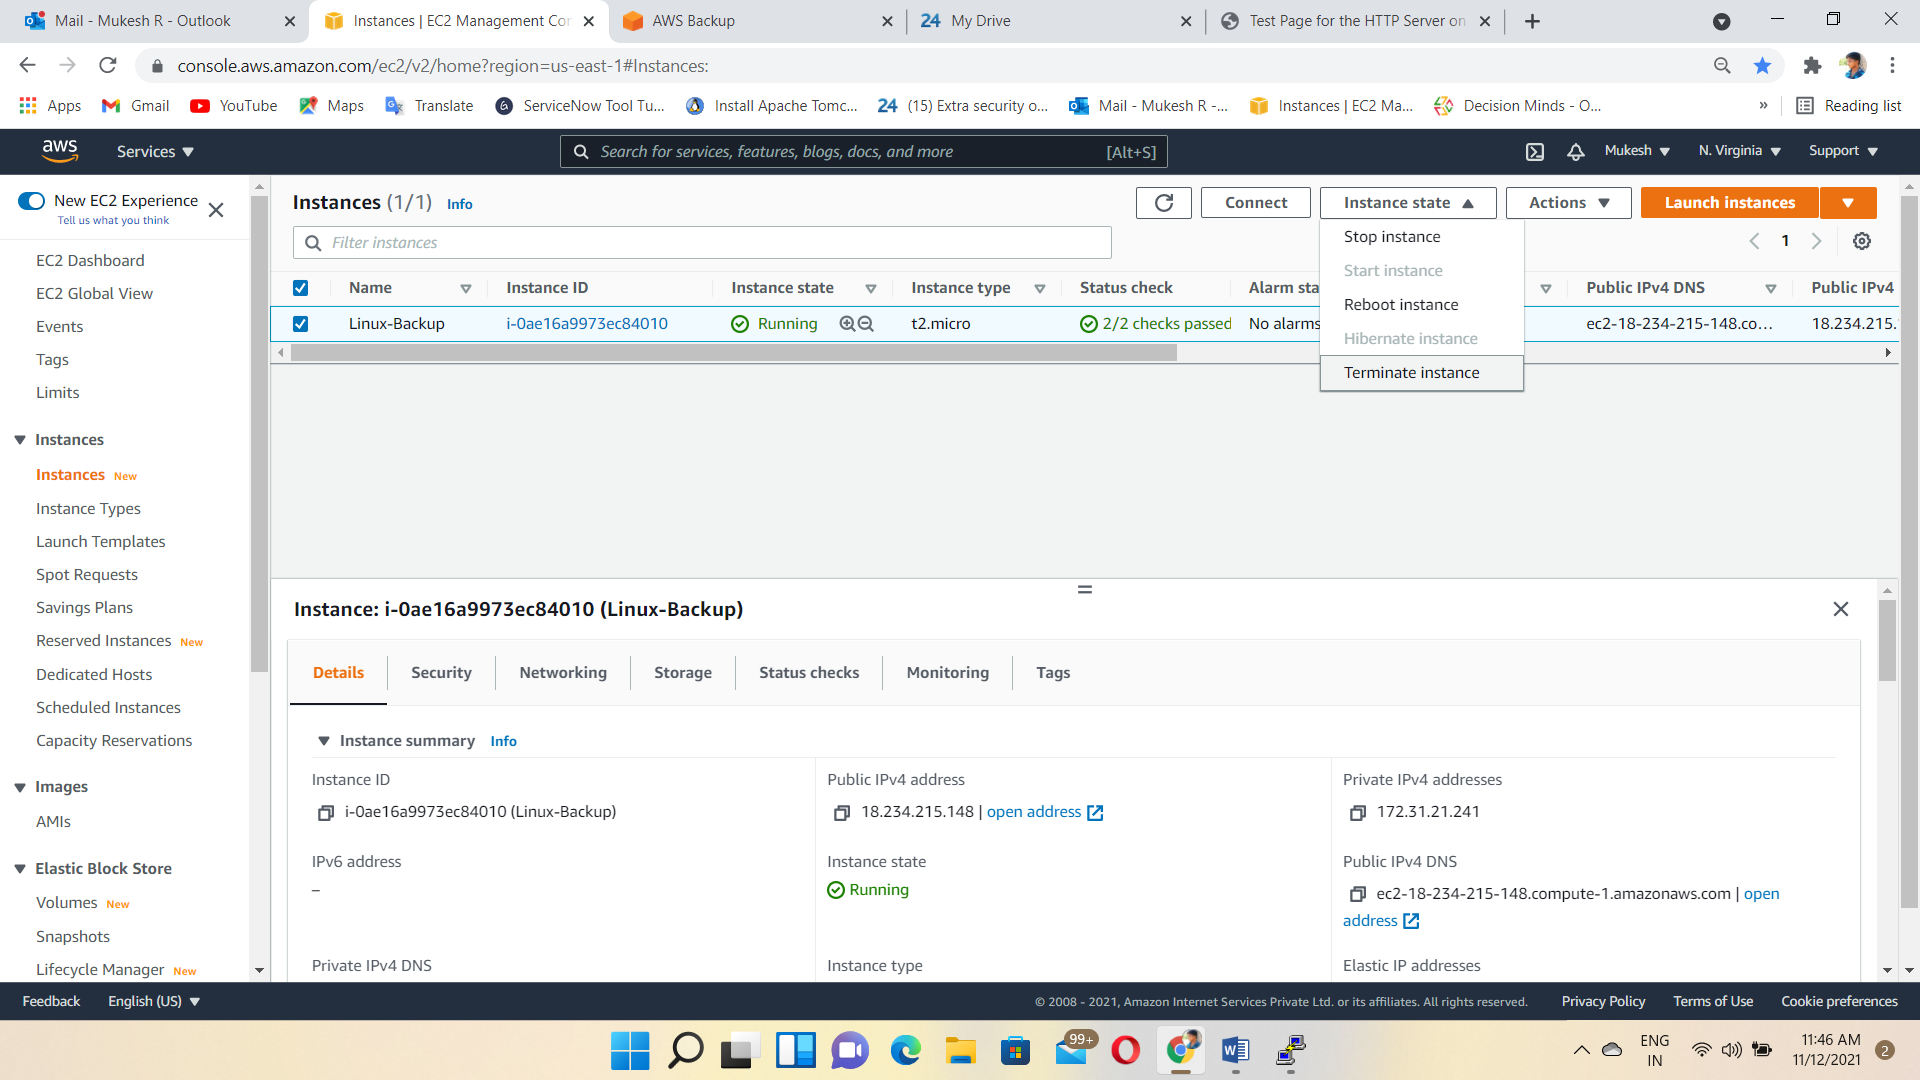 Mail - Mukesh R - Outlook
Instances | EC2 Management Con
AWS Backup
24 My Drive
Test Page for the HTTP Server on
console.aws.amazon.com/ec2/v2/home?region=us-east-1#Instances:
Apps
Gmail
YouTube
Maps
Translate
ServiceNow Tool Tu...
Install Apache Tomc...
24 (15) Extra security o...
Mail - Mukesh R -...
Instances | EC2 Ma...
Decision Minds - O...
»
Reading list
aws
Services
Search for services, features, blogs, docs, and more
[Alt+S]
Mukesh
N. Virginia
Support
New EC2 Experience
Tell us what you think
EC2 Dashboard
EC2 Global View
Events
Tags
Limits
Instances
Instances New
Instance Types
Launch Templates
Spot Requests
Savings Plans
Reserved Instances New
Dedicated Hosts
Scheduled Instances
Capacity Reservations
Images
AMIs
Elastic Block Store
Volumes New
Snapshots
Lifecycle Manager New
Instances (1/1) Info
Connect
Instance state
Actions
Launch instances
Filter instances
1
Stop instance
Start instance
Reboot instance
Hibernate instance
Terminate instance
Name
Instance ID
Instance state
Instance type
Status check
Alarm sta
Public IPv4 DNS
Public IPv4
Linux-Backup
i-0ae16a9973ec84010
Running
t2.micro
2/2 checks passed
No alarms
ec2-18-234-215-148.co...
18.234.215.
Instance: i-0ae16a9973ec84010 (Linux-Backup)
Details
Security
Networking
Storage
Status checks
Monitoring
Tags
Instance summary Info
Instance ID
i-0ae16a9973ec84010 (Linux-Backup)
Public IPv4 address
18.234.215.148 | open address
Private IPv4 addresses
172.31.21.241
IPv6 address
–
Instance state
Running
Public IPv4 DNS
ec2-18-234-215-148.compute-1.amazonaws.com | open
address
Private IPv4 DNS
Instance type
Elastic IP addresses
Feedback
English (US)
© 2008 - 2021, Amazon Internet Services Private Ltd. or its affiliates. All rights reserved.
Privacy Policy
Terms of Use
Cookie preferences
99+
ENG
IN
11:46 AM
11/12/2021
2